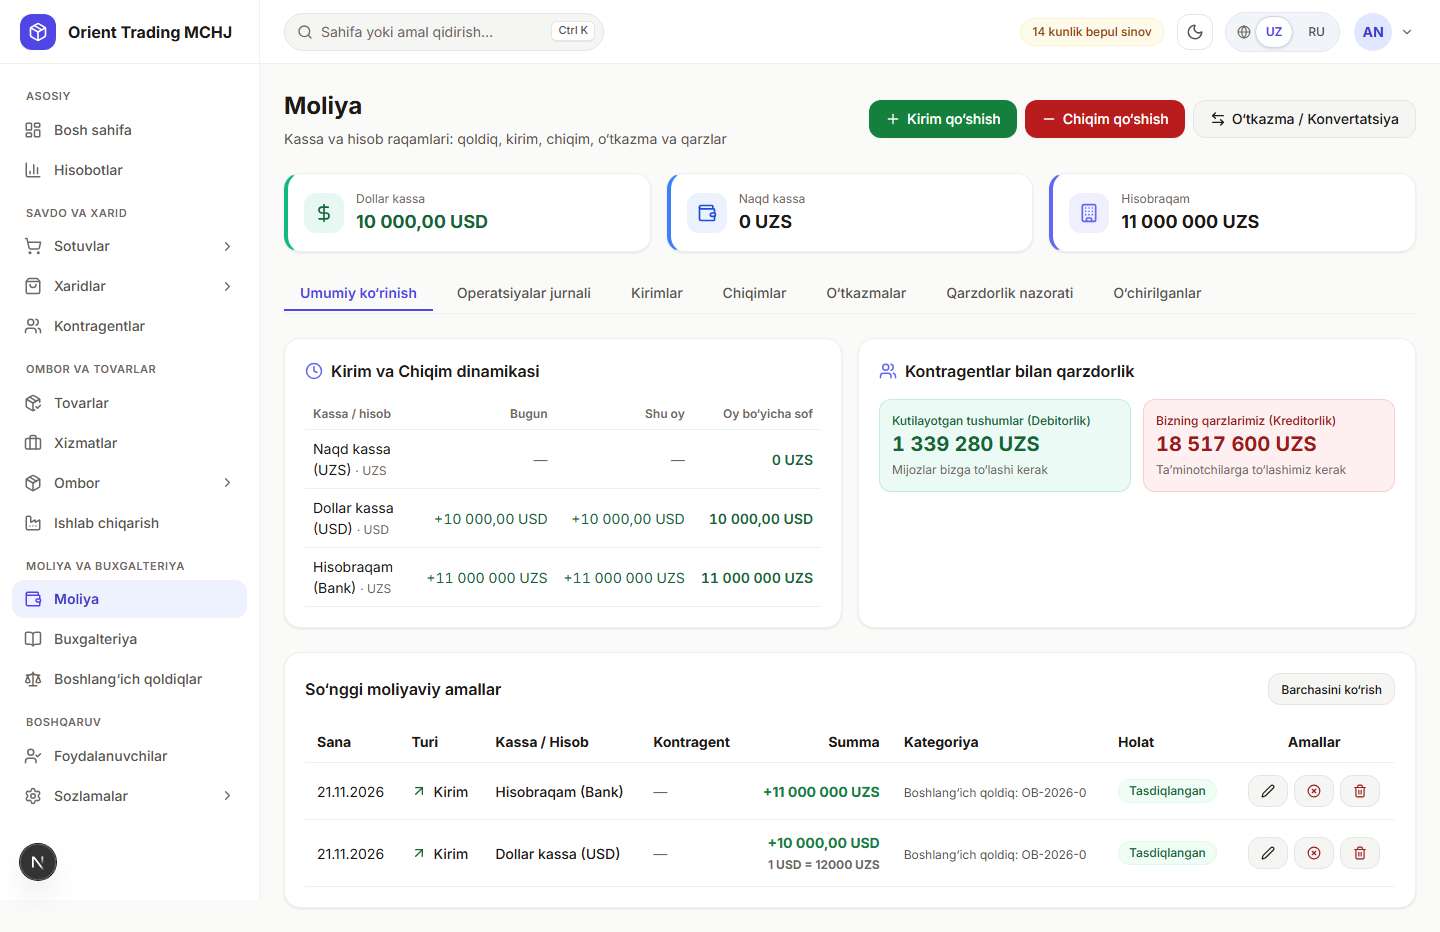 Orient Trading MCHJ
Sahifa yoki amal qidirish...
Ctrl K
14 kunlik bepul sinov
UZ
RU
AN
ASOSIY
Bosh sahifa
Hisobotlar
SAVDO VA XARID
Sotuvlar
Xaridlar
Kontragentlar
OMBOR VA TOVARLAR
Tovarlar
Xizmatlar
Ombor
Ishlab chiqarish
MOLIYA VA BUXGALTERIYA
Moliya
Buxgalteriya
Boshlang‘ich qoldiqlar
BOSHQARUV
Foydalanuvchilar
Sozlamalar
N
Moliya
Kassa va hisob raqamlari: qoldiq, kirim, chiqim, o‘tkazma va qarzlar
Kirim qo‘shish
Chiqim qo‘shish
O‘tkazma / Konvertatsiya
Dollar kassa
10 000,00 USD
Naqd kassa
0 UZS
Hisobraqam
11 000 000 UZS
Umumiy ko‘rinish Operatsiyalar jurnali Kirimlar Chiqimlar O‘tkazmalar Qarzdorlik nazorati O‘chirilganlar
Kirim va Chiqim dinamikasi
Kassa / hisob Bugun Shu oy Oy bo‘yicha sof
Naqd kassa
(UZS) · UZS — — 0 UZS
Dollar kassa
(USD) · USD +10 000,00 USD +10 000,00 USD 10 000,00 USD
Hisobraqam
(Bank) · UZS +11 000 000 UZS +11 000 000 UZS 11 000 000 UZS
Kontragentlar bilan qarzdorlik
Kutilayotgan tushumlar (Debitorlik)
1 339 280 UZS
Mijozlar bizga to‘lashi kerak
Bizning qarzlarimiz (Kreditorlik)
18 517 600 UZS
Ta’minotchilarga to‘lashimiz kerak
So‘nggi moliyaviy amallar
Barchasini ko‘rish
Sana Turi Kassa / Hisob Kontragent Summa Kategoriya Holat Amallar
21.11.2026 Kirim Hisobraqam (Bank) — +11 000 000 UZS Boshlang‘ich qoldiq: OB-2026-0 Tasdiqlangan
21.11.2026 Kirim Dollar kassa (USD) — +10 000,00 USD Boshlang‘ich qoldiq: OB-2026-0 Tasdiqlangan
1 USD = 12000 UZS